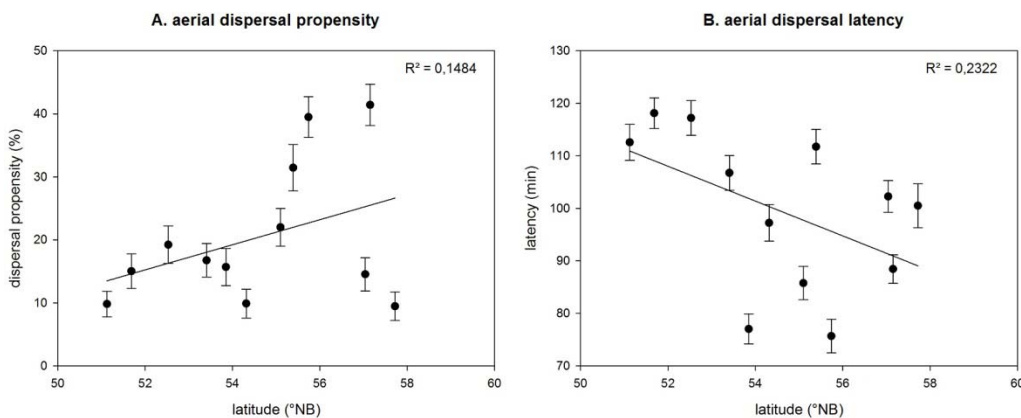 A. aerial dispersal propensity
R² = 0,1484
dispersal propensity (%)
50
40
30
20
10
0
50 52 54 56 58 60
latitude (°NB)
B. aerial dispersal latency
R² = 0,2322
latency (min)
130
120
110
100
90
80
70
50 52 54 56 58 60
latitude (°NB)